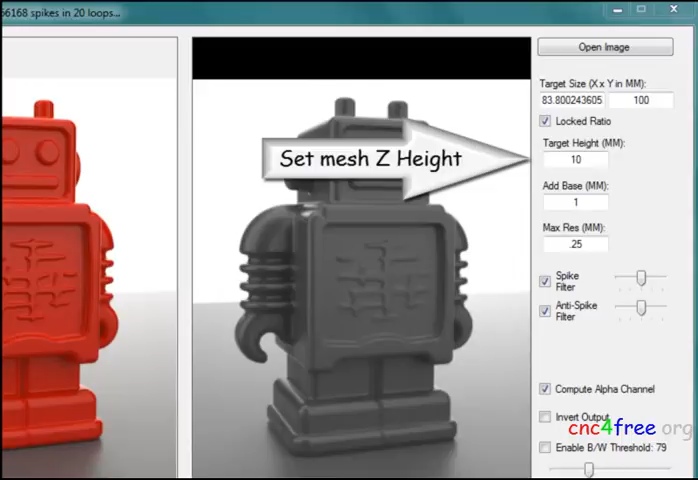 66168 spikes in 20 loops...
Open Image
Target Size (X x Y in MM):
83.800243605 100
Locked Ratio
Target Height (MM):
Set mesh Z Height
10
Add Base (MM):
1
Max Res (MM):
.25
Spike
Filter
Anti-Spike
Filter
Compute Alpha Channel
Invert Output
cnc4free org
Enable B/W Threshold: 79